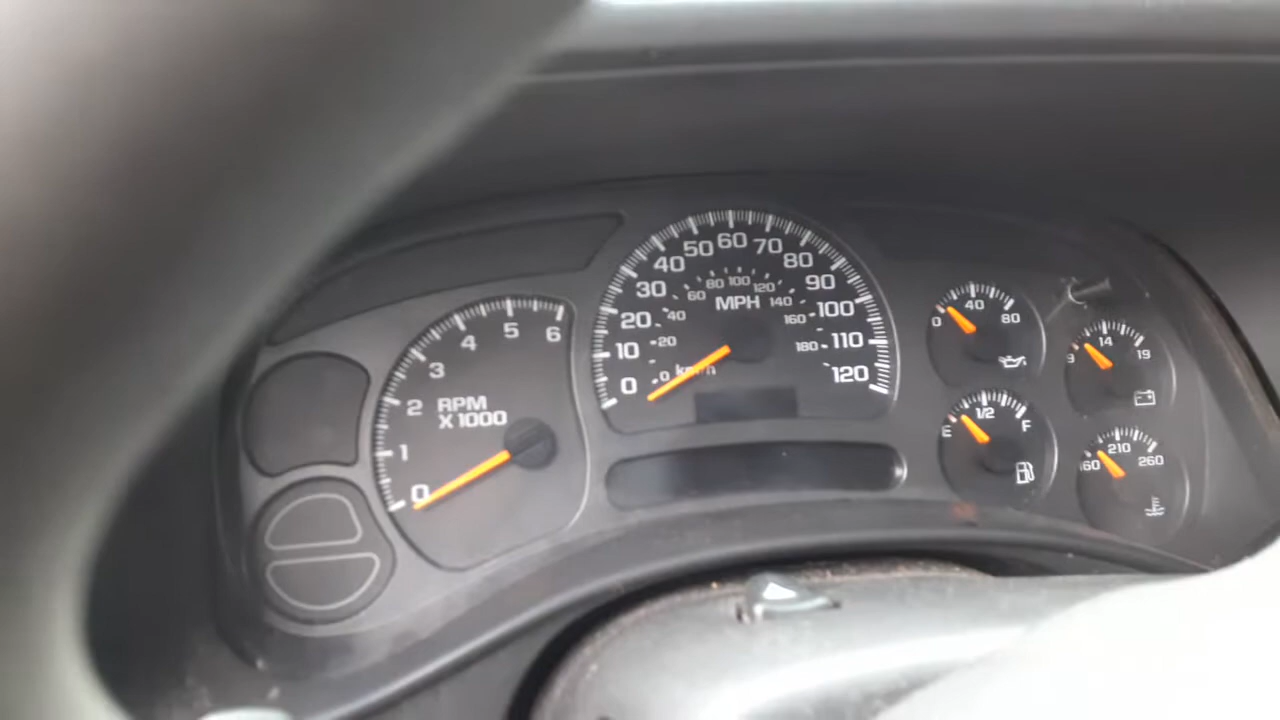 0 1 2 3 4 5 6
RPM
X 1000
0 10 20 30 40 50 60 70 80 90 100 110 120
MPH
0 20 40 60 80 100 120 140 160 180
km/h
0 40 80
9 14 19
E 1/2 F
210 260